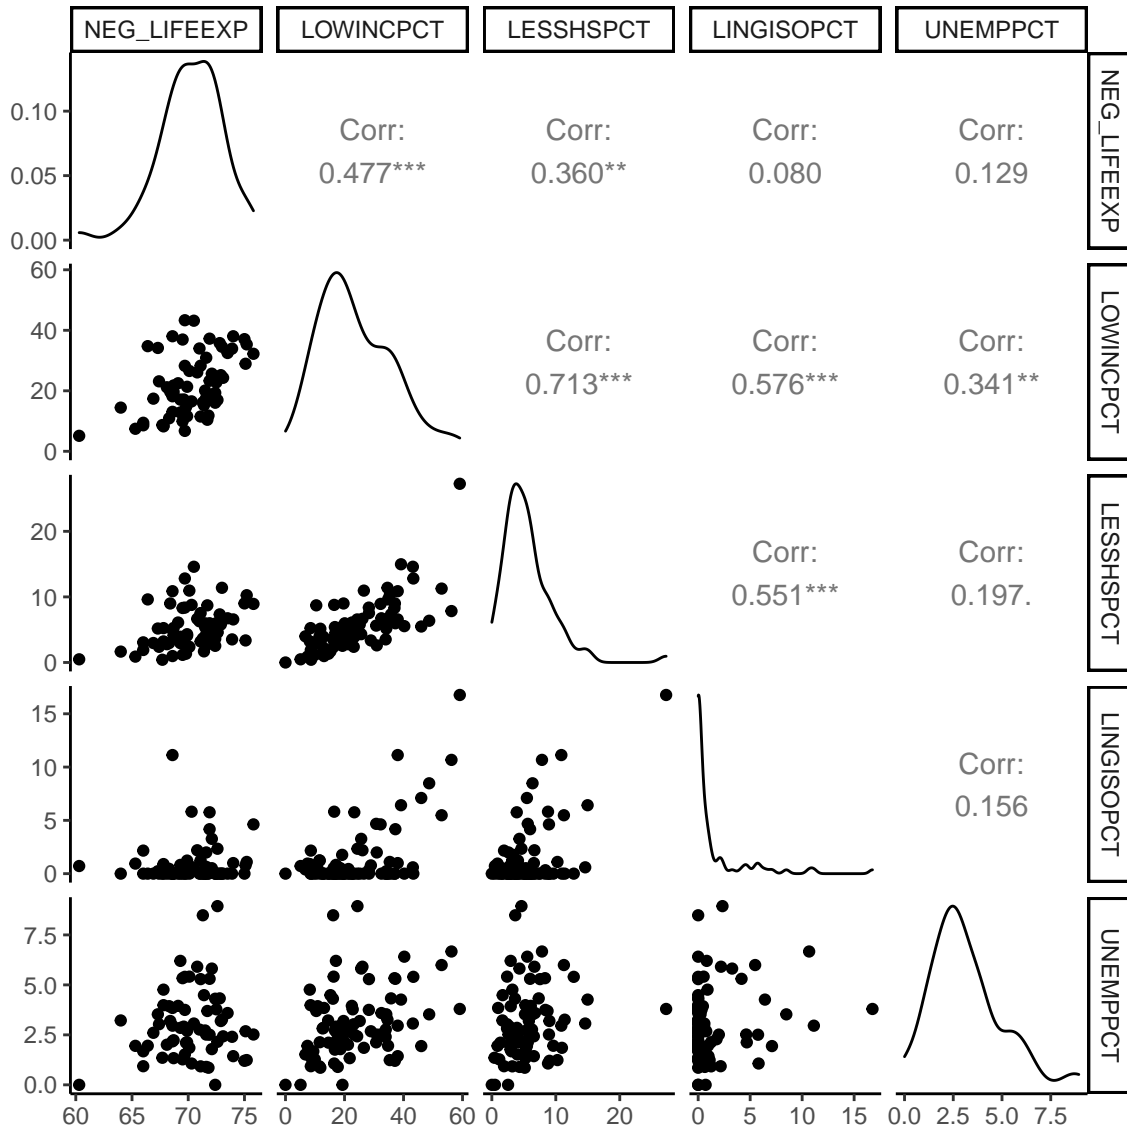 NEG_LIFEEXP LOWINCPCT LESSHSPCT LINGISOPCT UNEMPPCT
0.10
0.05
0.00
Corr:
0.477***
Corr:
0.360**
Corr:
0.080
Corr:
0.129
NEG_LIFEEXP
60
40
20
0
Corr:
0.713***
Corr:
0.576***
Corr:
0.341**
LOWINCPCT
20
10
0
Corr:
0.551***
Corr:
0.197.
LESSHSPCT
15
10
5
0
Corr:
0.156
LINGISOPCT
7.5
5.0
2.5
0.0
UNEMPPCT
60 65 70 75 0 20 40 60 0 10 20 0 5 10 15 0.0 2.5 5.0 7.5